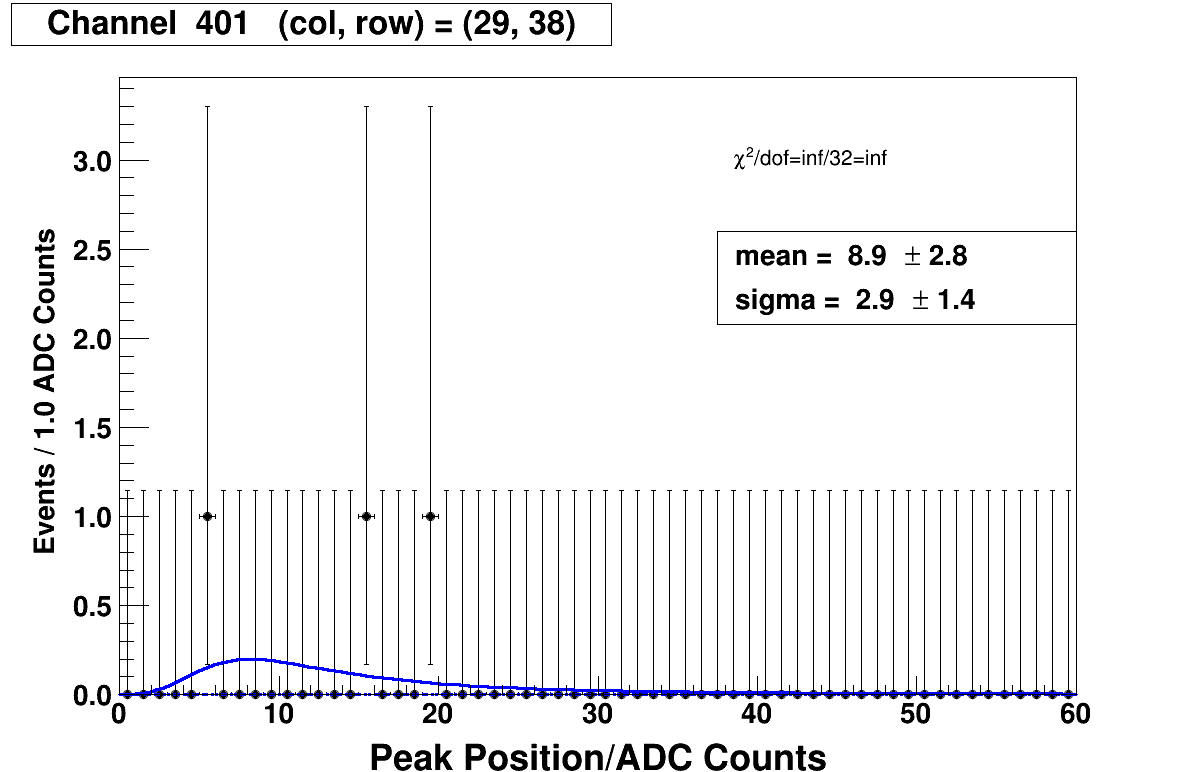 Channel 401 (col, row) = (29, 38)
χ²/dof=inf/32=inf
mean = 8.9 ± 2.8
sigma = 2.9 ± 1.4
Events / 1.0 ADC Counts
3.0
2.5
2.0
1.5
1.0
0.5
0.0
0 10 20 30 40 50 60
Peak Position/ADC Counts